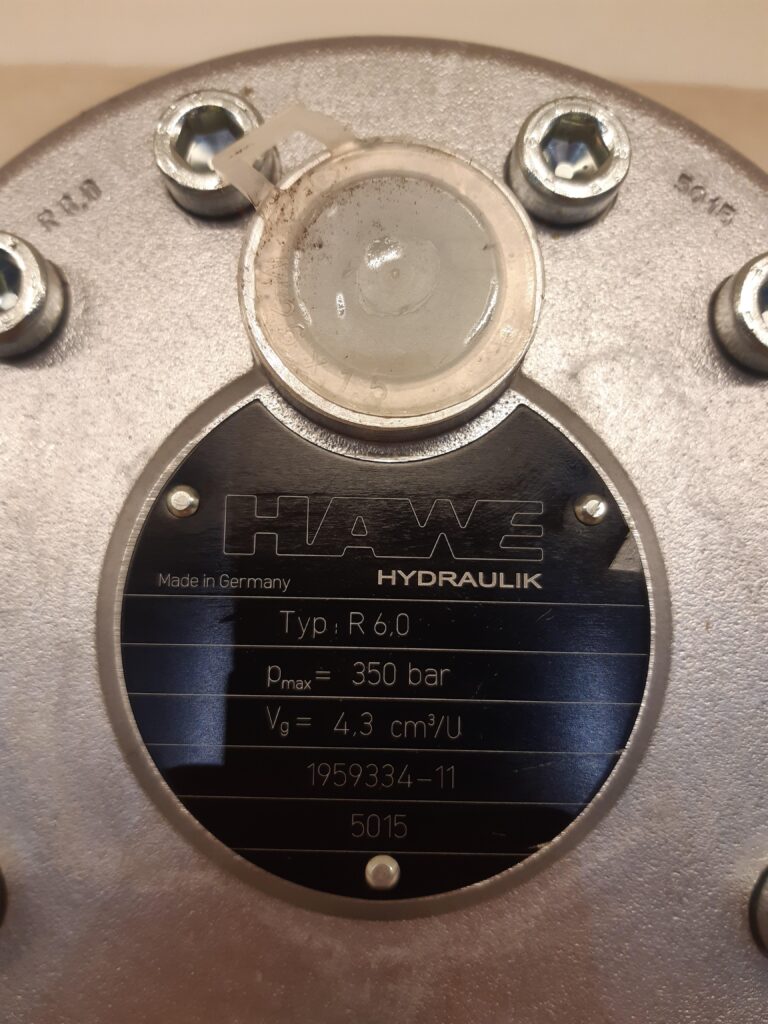 R 6,0
5015
HAWE
Made in Germany HYDRAULIK
Typ: R 6,0
pmax= 350 bar
Vg= 4,3 cm³/U
1959334-11
5015